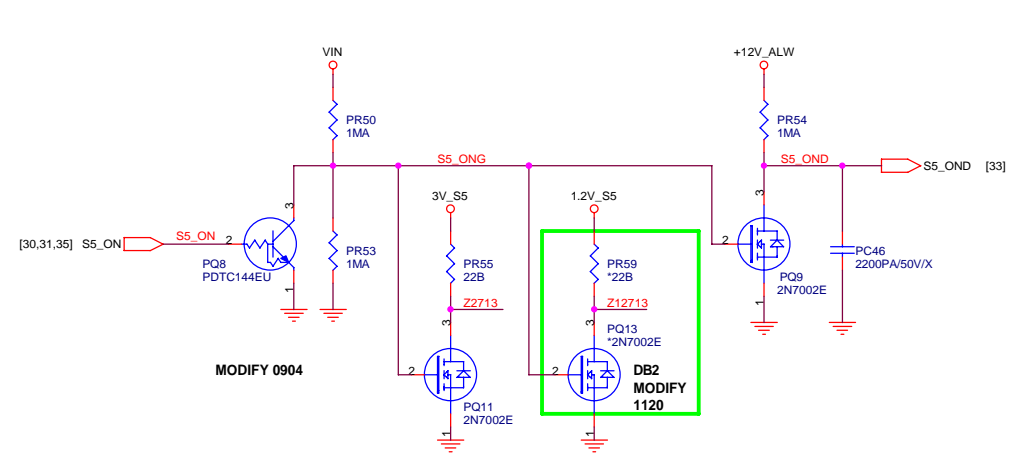 VIN
+12V_ALW
PR50
1MA
PR54
1MA
S5_ONG
S5_OND
S5_OND [33]
3
3V_S5
1.2V_S5
3
[30,31,35] S5_ON
S5_ON
2
PQ8
PDTC144EU
1
PR53
1MA
PR55
22B
PR59
*22B
2
PQ9
2N7002E
1
PC46
2200PA/50V/X
Z2713
Z12713
3
3
PQ13
*2N7002E
MODIFY 0904
2
2
DB2
MODIFY
1120
PQ11
2N7002E
1
1